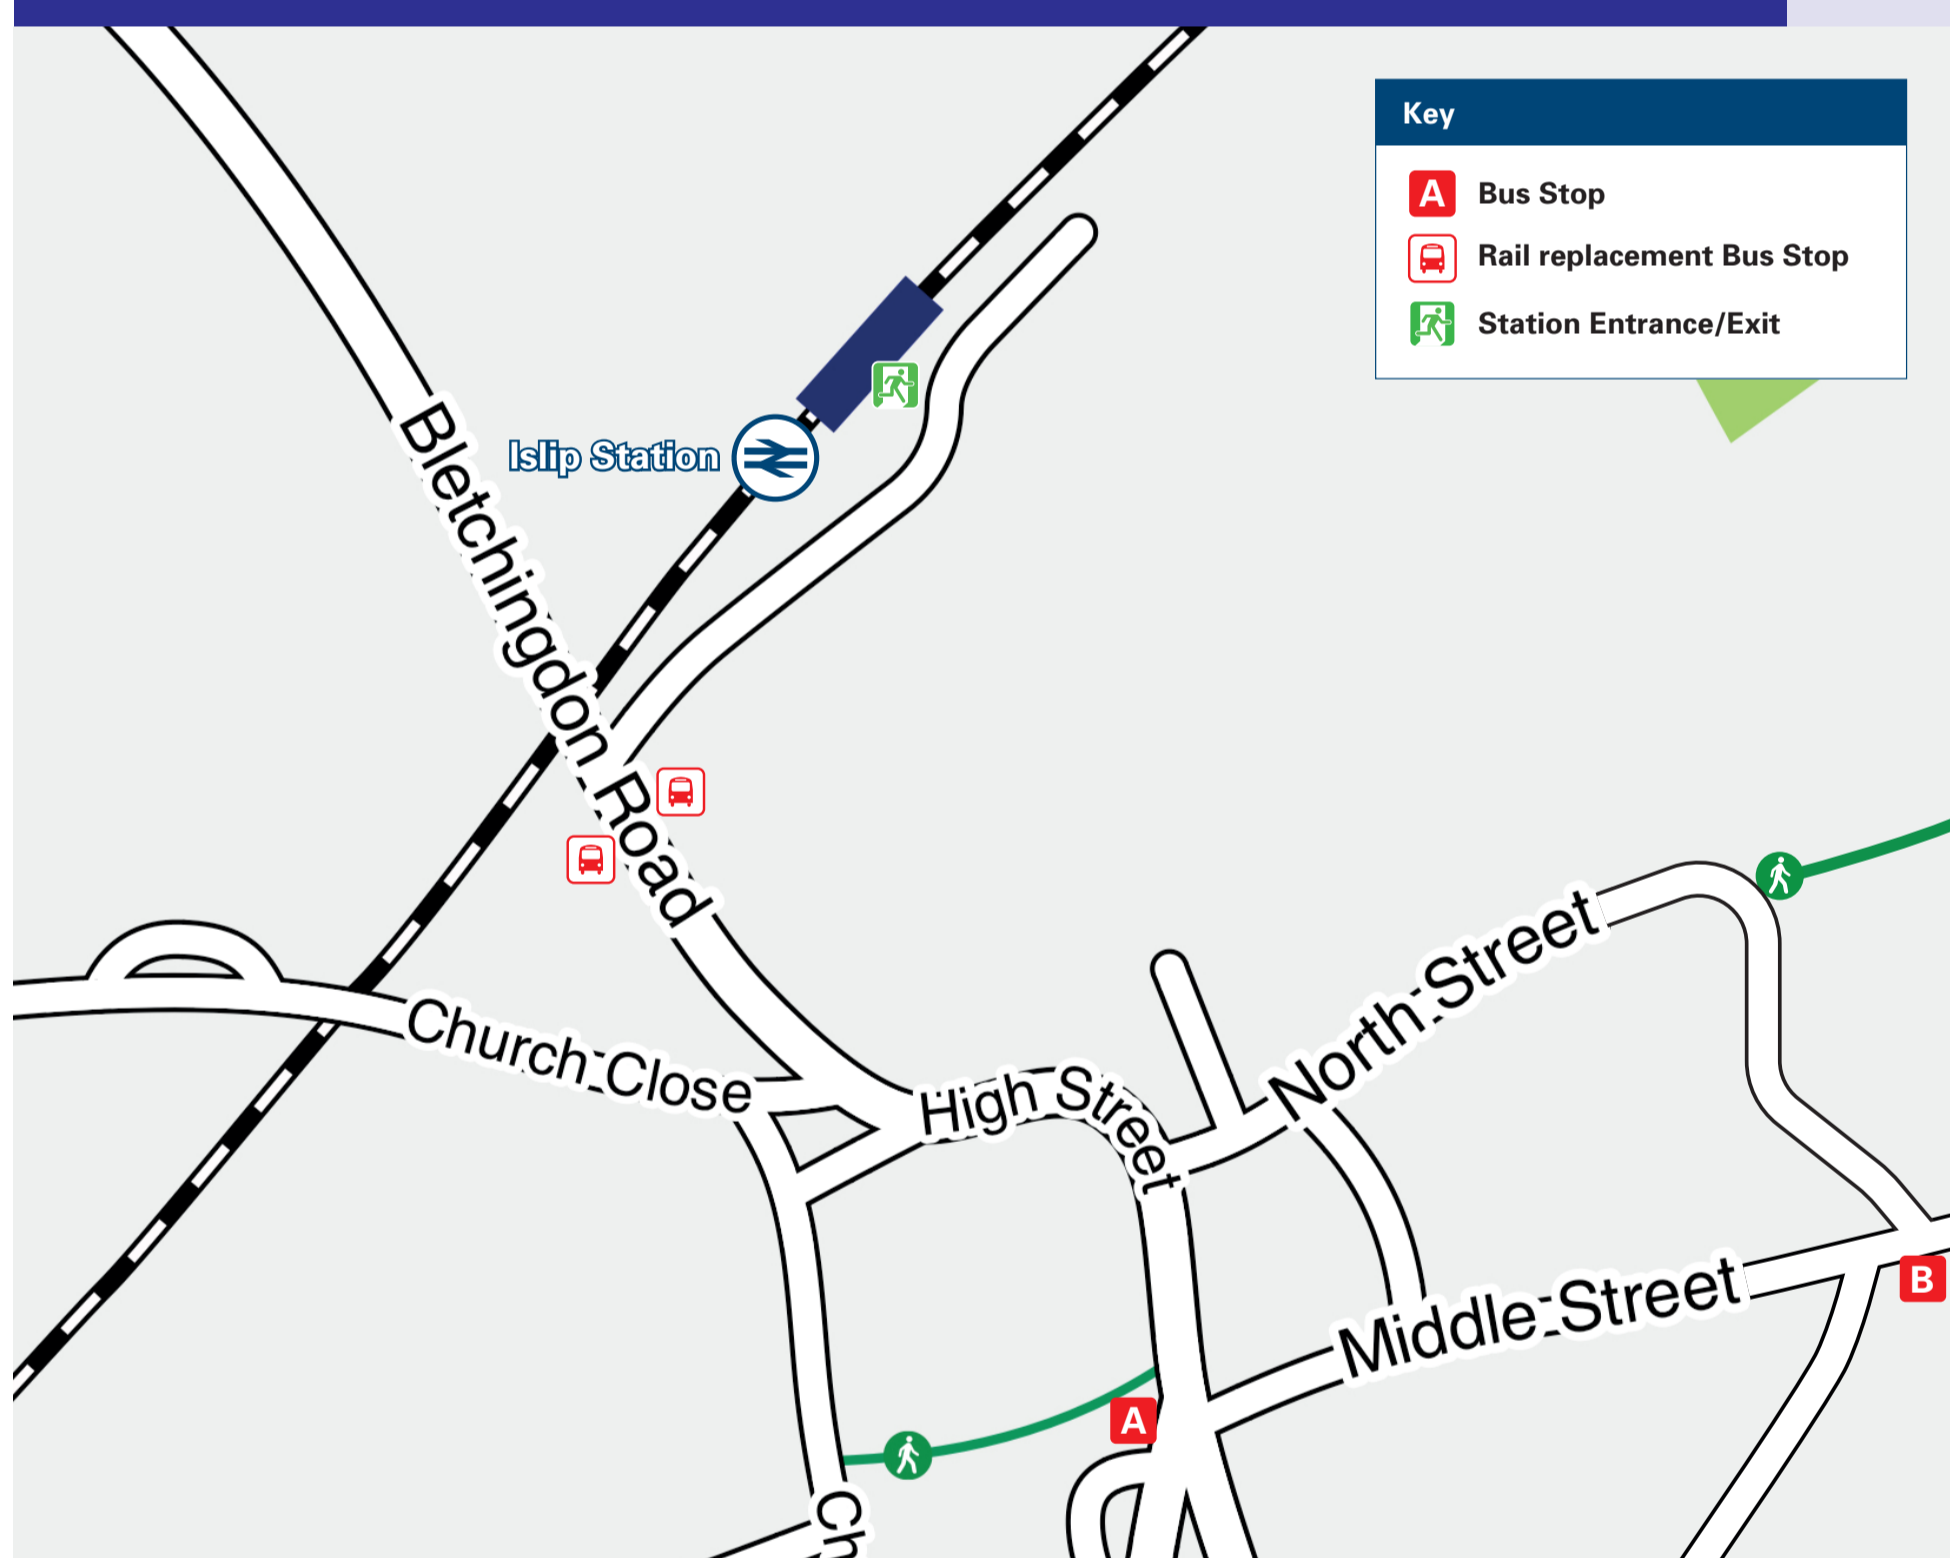 Key
A
Bus Stop
Rail replacement Bus Stop
Station Entrance/Exit
Islip Station
Bletchingdon Road
Church Close
High Street
North Street
Middle Street
B
A
Ch